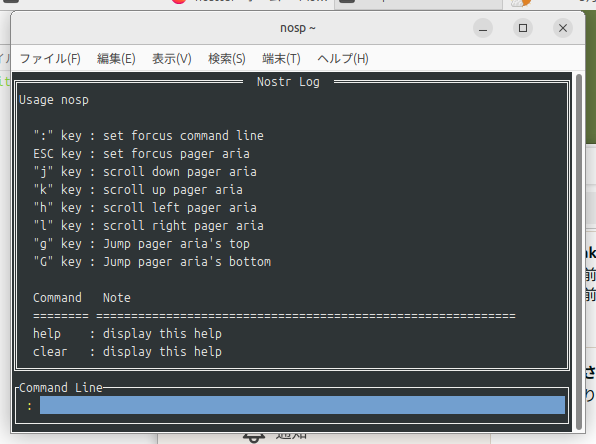 nosp ~
ファイル(F) 編集(E) 表示(V) 検索(S) 端末(T) ヘルプ(H)
Nostr Log
Usage nosp
":" key : set forcus command line
ESC key : set forcus pager aria
"j" key : scroll down pager aria
"k" key : scroll up pager aria
"h" key : scroll left pager aria
"l" key : scroll right pager aria
"g" key : Jump pager aria's top
"G" key : Jump pager aria's bottom
Command Note
======== ============================================================
help : display this help
clear : display this help
Command Line
:
通知